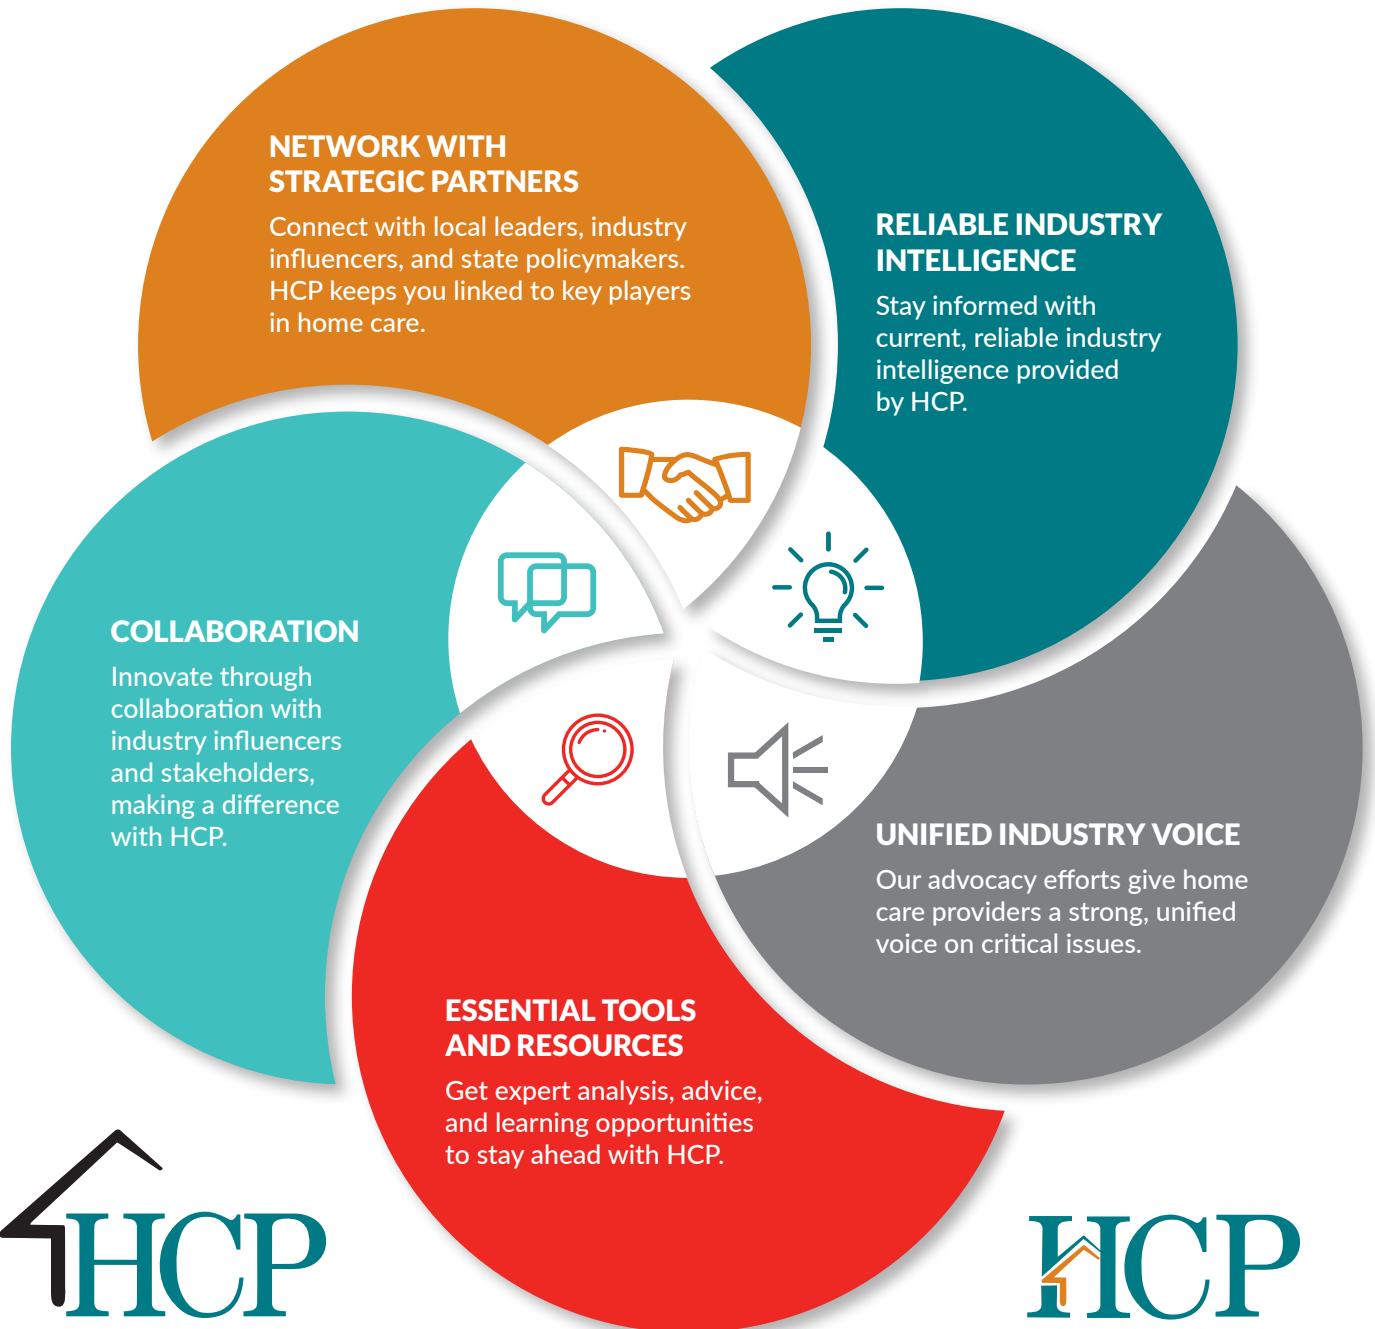 NETWORK WITH
STRATEGIC PARTNERS
Connect with local leaders, industry
influencers, and state policymakers.
HCP keeps you linked to key players
in home care.
RELIABLE INDUSTRY
INTELLIGENCE
Stay informed with
current, reliable industry
intelligence provided
by HCP.
COLLABORATION
Innovate through
collaboration with
industry influencers
and stakeholders,
making a difference
with HCP.
UNIFIED INDUSTRY VOICE
Our advocacy efforts give home
care providers a strong, unified
voice on critical issues.
ESSENTIAL TOOLS
AND RESOURCES
Get expert analysis, advice,
and learning opportunities
to stay ahead with HCP.
HCP
HCP